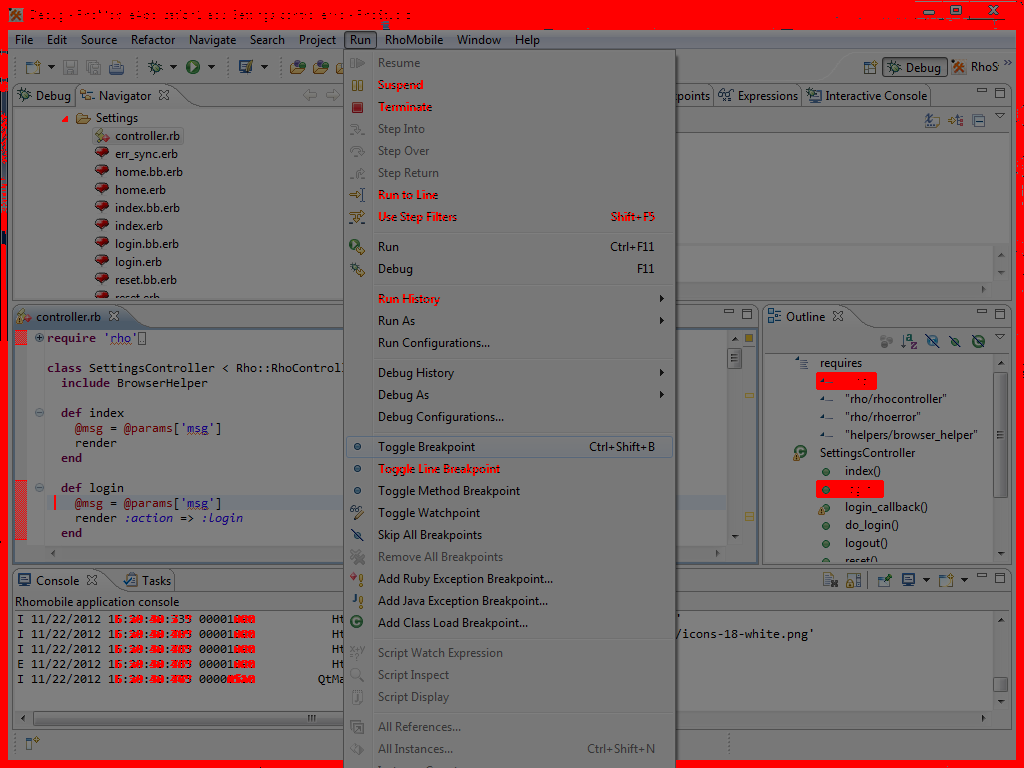 File Edit Source Refactor Navigate Search Project Run RhoMobile Window Help
Debug RhoS
Debug Navigator
Settings
controller.rb
err_sync.erb
home.bb.erb
home.erb
index.bb.erb
index.erb
login.bb.erb
login.erb
reset.bb.erb
reset.erb
Resume
Suspend
Terminate
Step Into
Step Over
Step Return
Run to Line
Use Step Filters Shift+F5
Run Ctrl+F11
Debug F11
Run History
Run As
Run Configurations...
Debug History
Debug As
Debug Configurations...
Toggle Breakpoint Ctrl+Shift+B
Toggle Line Breakpoint
Toggle Method Breakpoint
Toggle Watchpoint
Skip All Breakpoints
Remove All Breakpoints
Add Ruby Exception Breakpoint...
Add Java Exception Breakpoint...
Add Class Load Breakpoint...
Script Watch Expression
Script Inspect
Script Display
All References...
All Instances... Ctrl+Shift+N
points Expressions Interactive Console
controller.rb
require 'rho'
class SettingsController < Rho::RhoControll
include BrowserHelper
def index
@msg = @params['msg']
render
end
def login
@msg = @params['msg']
render :action => :login
end
Outline
requires
"rho/rhocontroller"
"rho/rhoerror"
"helpers/browser_helper"
SettingsController
index()
login_callback()
do_login()
logout()
reset()
Console Tasks
Rhomobile application console
I 11/22/2012 Ht
I 11/22/2012 Ht
I 11/22/2012 Ht
E 11/22/2012 Ht
I 11/22/2012 QtMa
/icons-18-white.png'